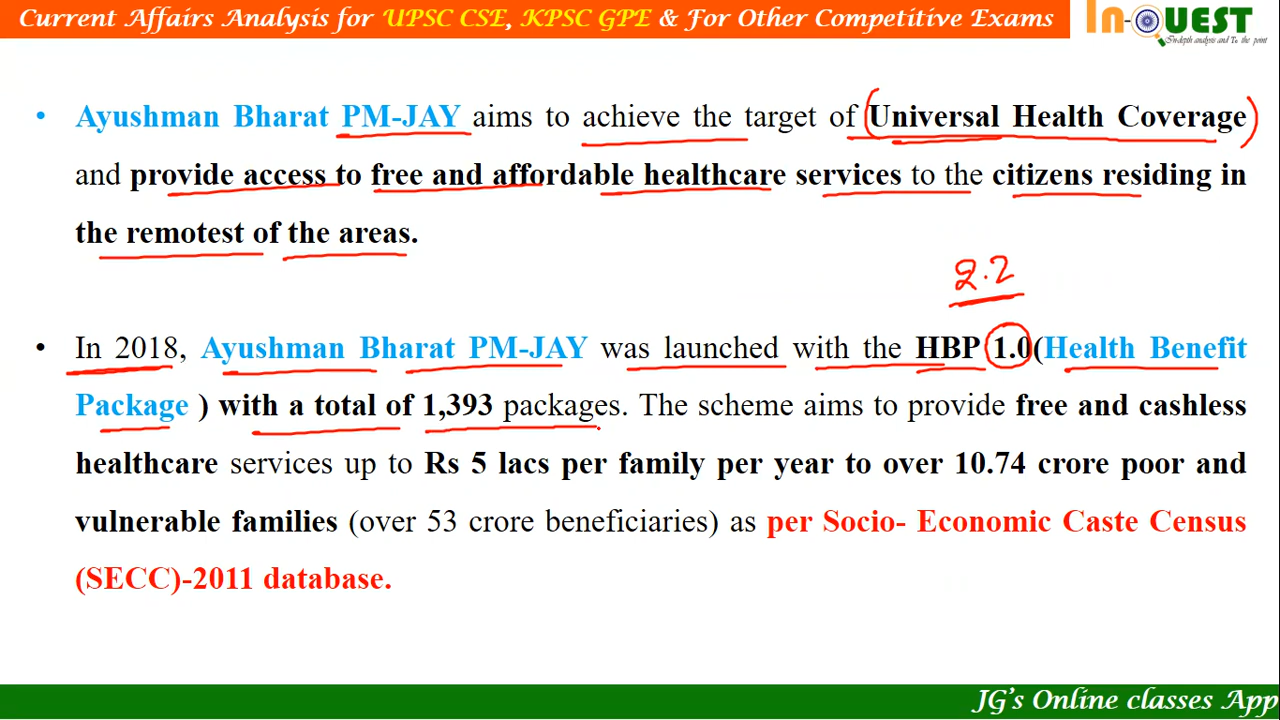 Current Affairs Analysis for UPSC CSE, KPSC GPE & For Other Competitive Exams
In-QUEST
In-depth analysis and To the point
• Ayushman Bharat PM-JAY aims to achieve the target of Universal Health Coverage
and provide access to free and affordable healthcare services to the citizens residing in
the remotest of the areas.
2.2
• In 2018, Ayushman Bharat PM-JAY was launched with the HBP 1.0(Health Benefit
Package ) with a total of 1,393 packages. The scheme aims to provide free and cashless
healthcare services up to Rs 5 lacs per family per year to over 10.74 crore poor and
vulnerable families (over 53 crore beneficiaries) as per Socio- Economic Caste Census
(SECC)-2011 database.
JG's Online classes App